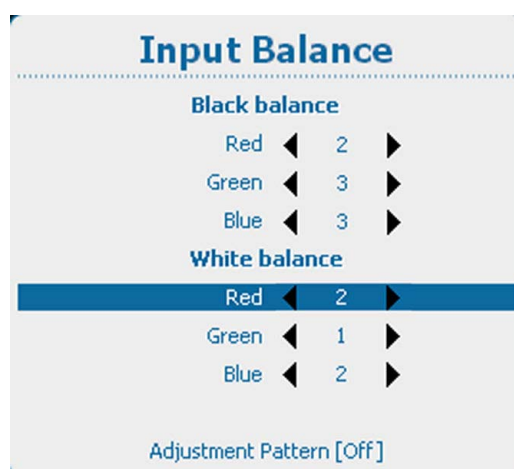 Input Balance
Black balance
Red 2
Green 3
Blue 3
White balance
Red 2
Green 1
Blue 2
Adjustment Pattern [Off]